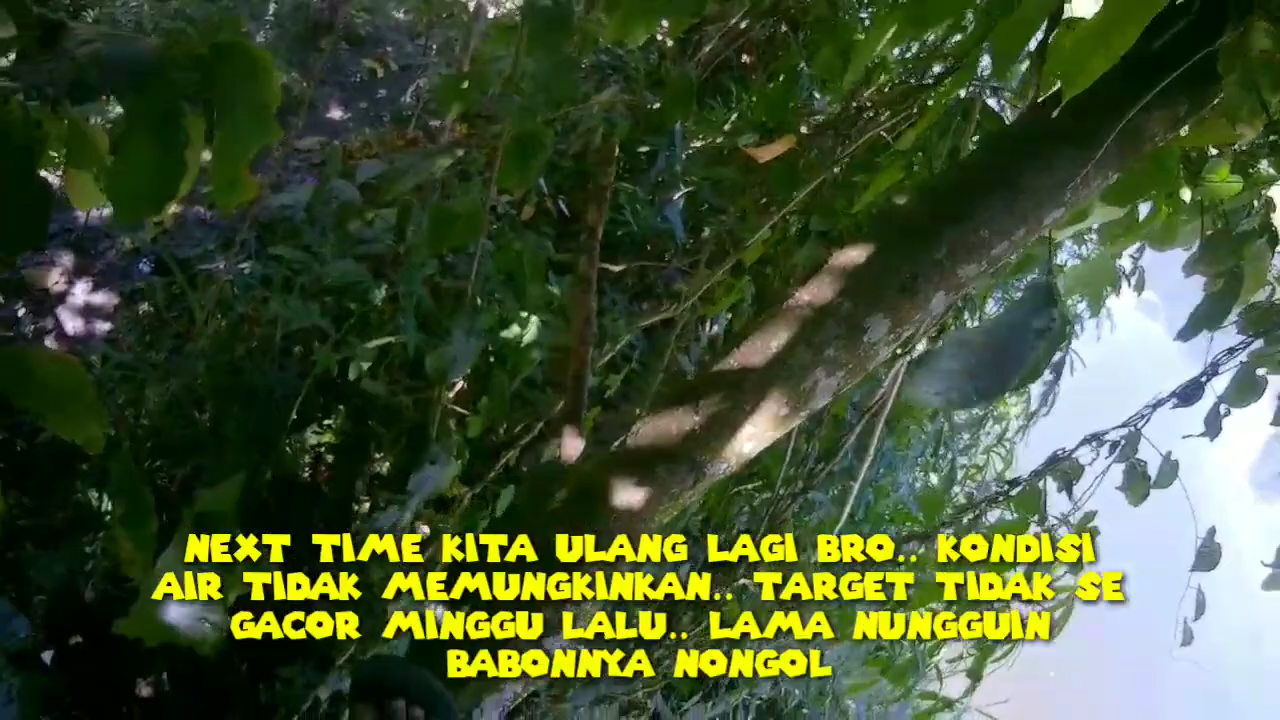 NEXT TIME KITA ULANG LAGI BRO.. KONDISI
AIR TIDAK MEMUNGKINKAN.. TARGET TIDAK SE
GACOR MINGGU LALU.. LAMA NUNGGUIN
BABONNYA NONGOL